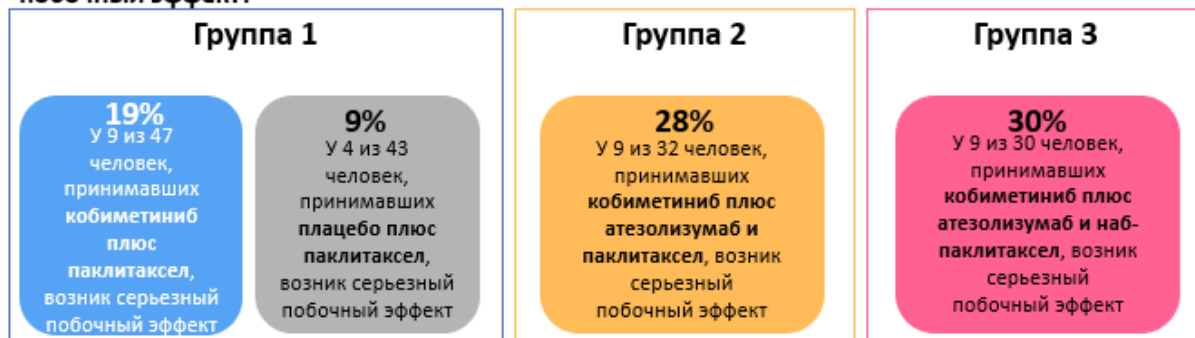 побочный эффект?
Группа 1
19%
У 9 из 47
человек,
принимавших
кобиметиниб
плюс
паклитаксел,
возник серьезный
побочный эффект
9%
У 4 из 43
человек,
принимавших
плацебо плюс
паклитаксел,
возник серьезный
побочный эффект
Группа 2
28%
У 9 из 32 человек,
принимавших
кобиметиниб плюс
атезолизумаб и
паклитаксел, возник
серьезный
побочный эффект
Группа 3
30%
У 9 из 30 человек,
принимавших
кобиметиниб плюс
атезолизумаб и наб-
паклитаксел, возник
серьезный
побочный эффект